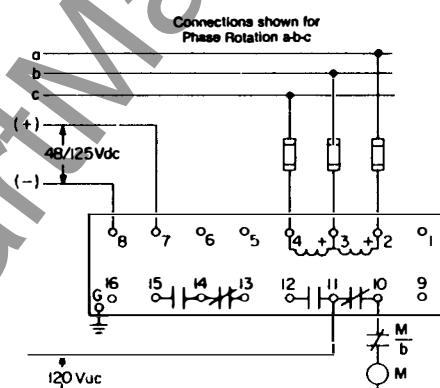 Connections shown for
Phase Rotation a-b-c
a
b
c
(+)
48/125Vdc
(-)
8 7 6 5 4 + 3 + 2 1
16 15 14 13 12 11 10 9
G
M
b
120 Vac
M